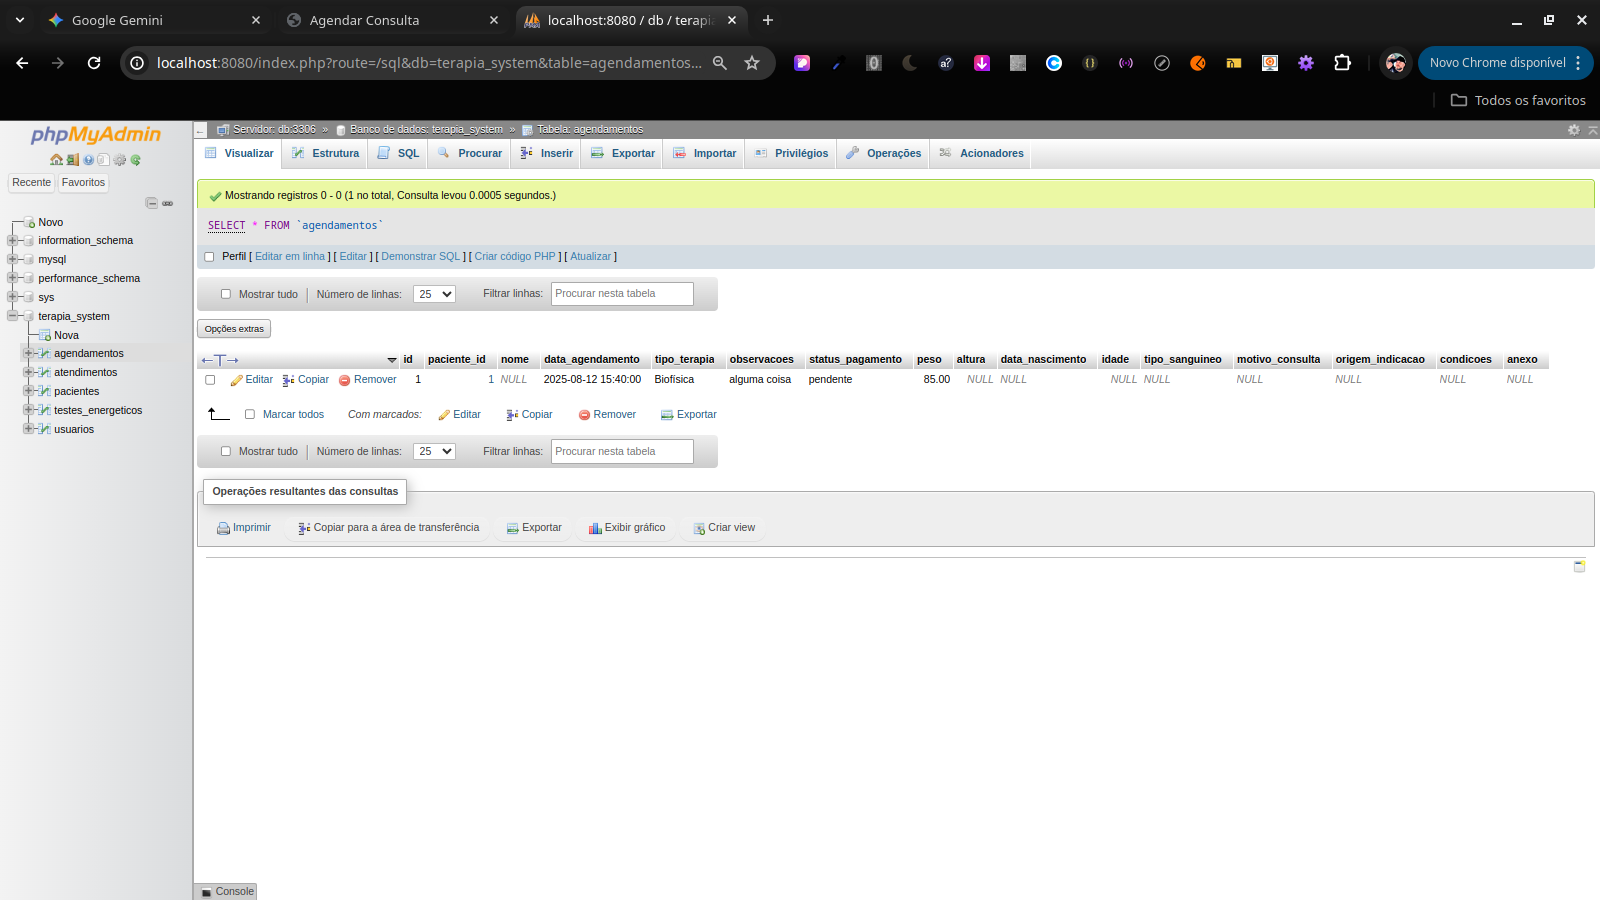 Google Gemini
Agendar Consulta
localhost:8080 / db / terapi
localhost:8080/index.php?route=/sql&db=terapia_system&table=agendamentos...
Novo Chrome disponível
Todos os favoritos
phpMyAdmin
Recente Favoritos
Novo
information_schema
mysql
performance_schema
sys
terapia_system
Nova
agendamentos
atendimentos
pacientes
testes_energeticos
usuarios
Servidor: db:3306 » Banco de dados: terapia_system » Tabela: agendamentos
Visualizar Estrutura SQL Procurar Inserir Exportar Importar Privilégios Operações Acionadores
Mostrando registros 0 - 0 (1 no total, Consulta levou 0.0005 segundos.)
SELECT * FROM `agendamentos`
Perfil [ Editar em linha ] [ Editar ] [ Demonstrar SQL ] [ Criar código PHP ] [ Atualizar ]
Mostrar tudo Número de linhas: 25 Filtrar linhas: Procurar nesta tabela
Opções extras
id paciente_id nome data_agendamento tipo_terapia observacoes status_pagamento peso altura data_nascimento idade tipo_sanguineo motivo_consulta origem_indicacao condicoes anexo
Editar Copiar Remover 1 1 NULL 2025-08-12 15:40:00 Biofísica alguma coisa pendente 85.00 NULL NULL NULL NULL NULL NULL NULL NULL
Marcar todos Com marcados: Editar Copiar Remover Exportar
Mostrar tudo Número de linhas: 25 Filtrar linhas: Procurar nesta tabela
Operações resultantes das consultas
Imprimir Copiar para a área de transferência Exportar Exibir gráfico Criar view
Console